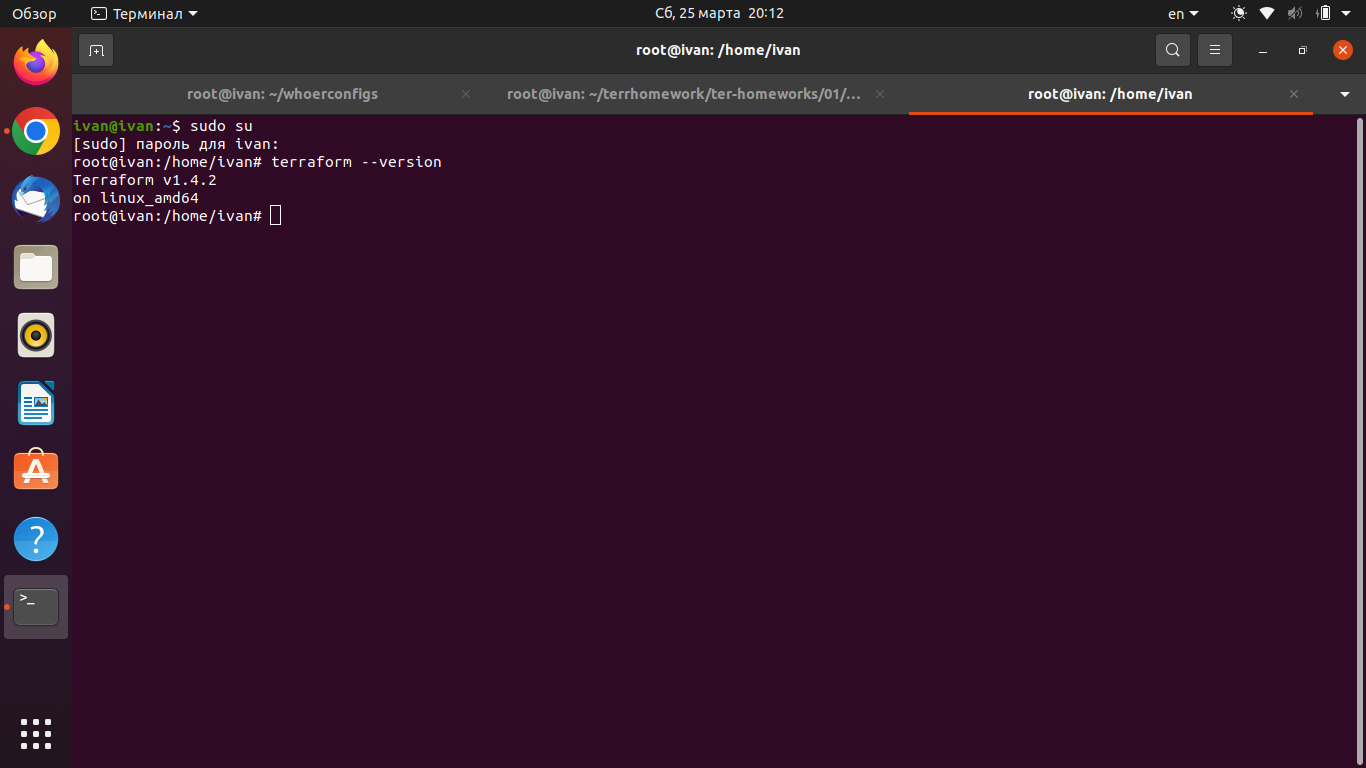 Обзор Терминал Сб, 25 марта 20:12 en
root@ivan: /home/ivan
root@ivan: ~/whoerconfigs root@ivan: ~/terrhomework/ter-homeworks/01/... root@ivan: /home/ivan
ivan@ivan:~$ sudo su
[sudo] пароль для ivan:
root@ivan:/home/ivan# terraform --version
Terraform v1.4.2
on linux_amd64
root@ivan:/home/ivan#